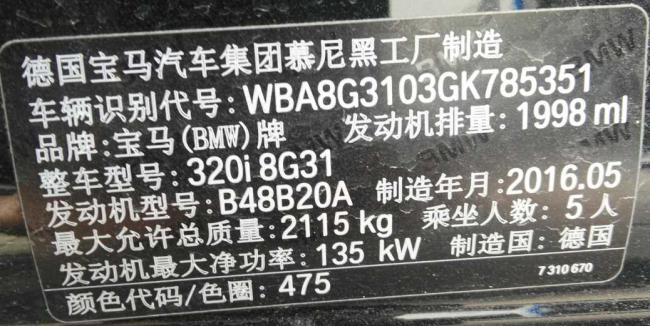 德国宝马汽车集团慕尼黑工厂制造
车辆识别代号: WBA8G3103GK785351
品牌: 宝马(BMW)牌 发动机排量: 1998 ml
整车型号: 320i 8G31
发动机型号: B48B20A 制造年月: 2016.05
最大允许总质量: 2115 kg 乘坐人数: 5 人
发动机最大净功率: 135 kW 制造国: 德国
颜色代码/色圈: 475 7 310 670